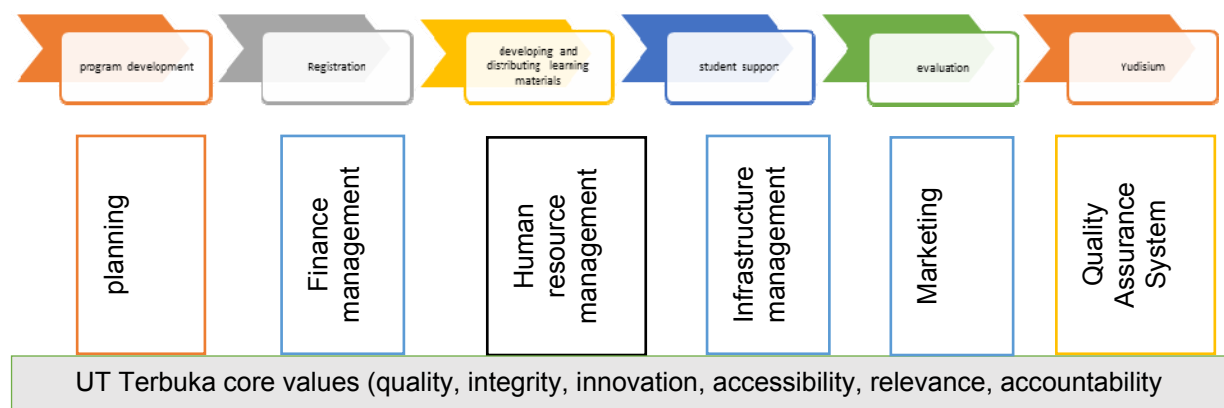 program development
Registration
developing and
distributing learning
materials
student support
evaluation
Yudisium
planning
Finance
management
Human
resource
management
Infrastructure
management
Marketing
Quality
Assurance
System
UT Terbuka core values (quality, integrity, innovation, accessibility, relevance, accountability